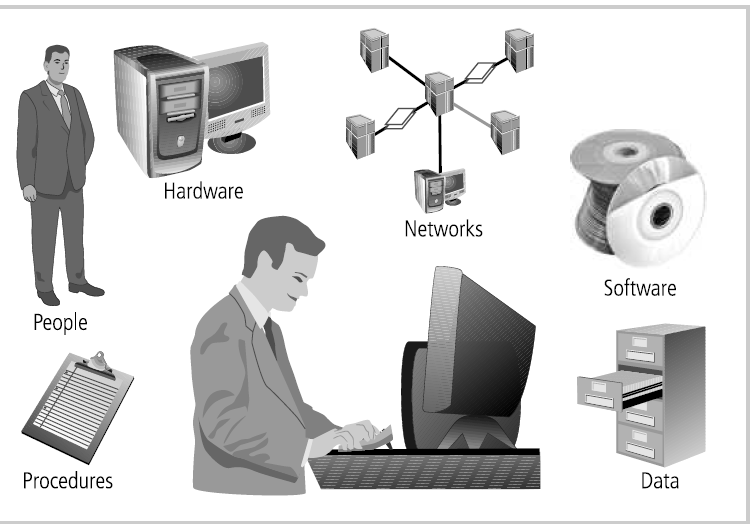 Hardware
Networks
Software
People
Procedures
Data